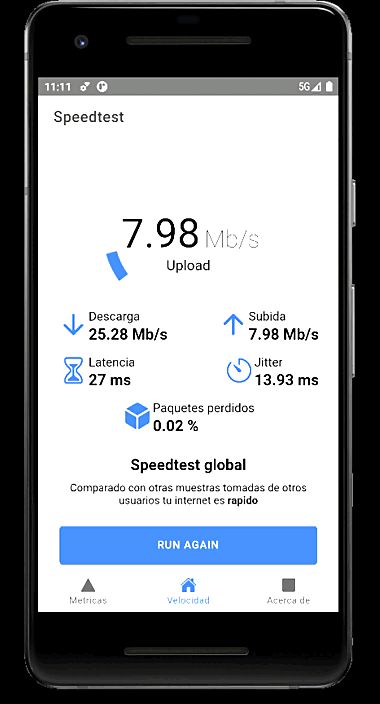 11:11 5G
Speedtest
7.98 Mb/s
Upload
Descarga Subida
25.28 Mb/s 7.98 Mb/s
Latencia Jitter
27 ms 13.93 ms
Paquetes perdidos
0.02 %
Speedtest global
Comparado con otras muestras tomadas de otros
usuarios tu internet es rapido
RUN AGAIN
Metricas Velocidad Acerca de